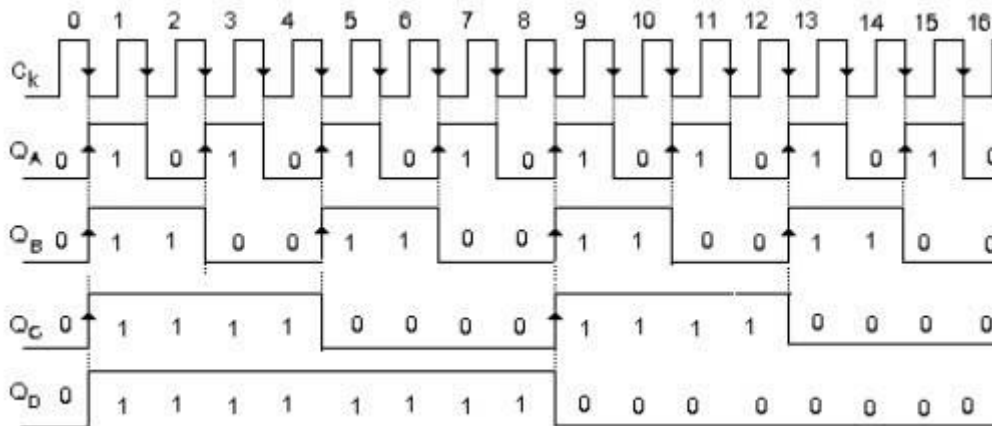 0 1 2 3 4 5 6 7 8 9 10 11 12 13 14 15 16
Ck
QA 0 1 0 1 0 1 0 1 0 1 0 1 0 1 0 1 0
QB 0 1 1 0 0 1 1 0 0 1 1 0 0 1 1 0 0
QC 0 1 1 1 1 0 0 0 0 1 1 1 1 0 0 0 0
QD 0 1 1 1 1 1 1 1 1 0 0 0 0 0 0 0 0